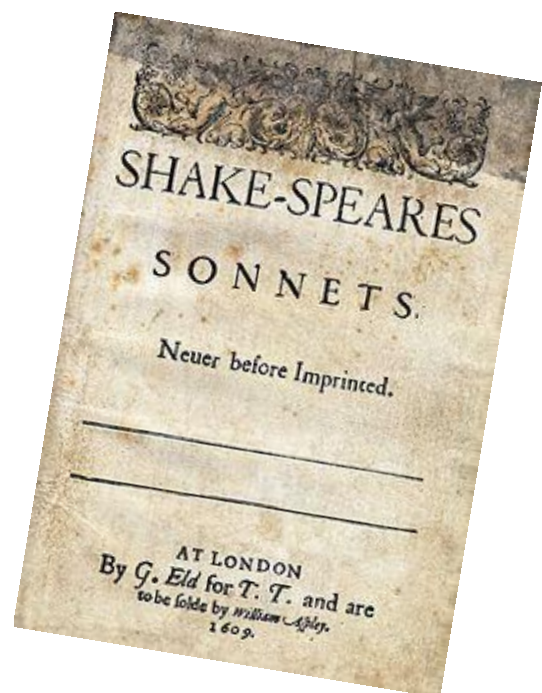 SHAKE-SPEARES
SONNETS.
Neuer before Imprinted.
AT LONDON
By G. Eld for T. T. and are
to be ſolde by William Aſpley.
1609.